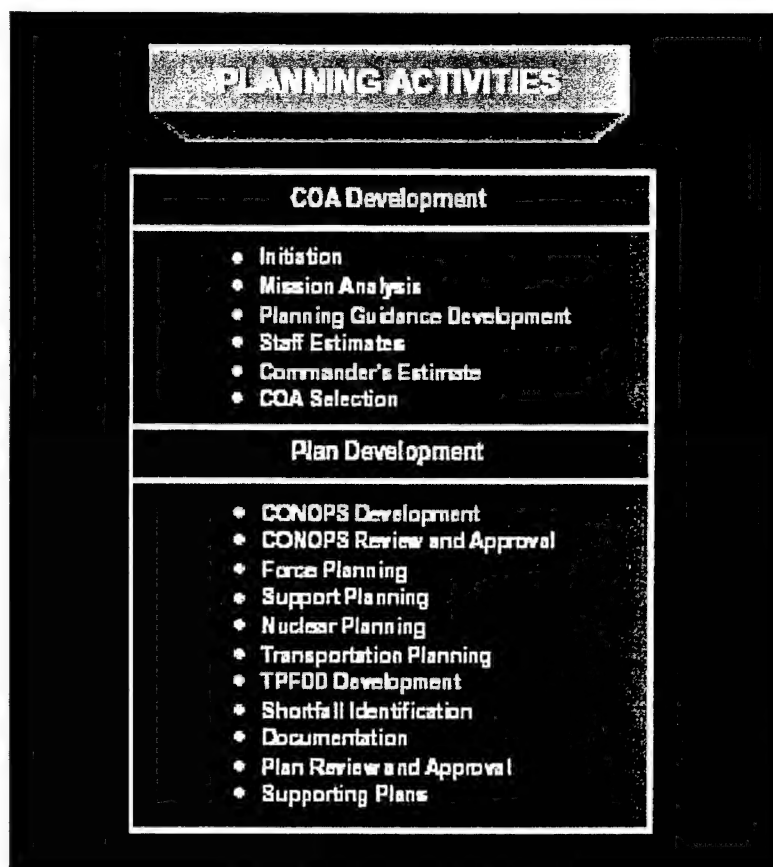 PLANNING ACTIVITIES
COA Development
• Initiation
• Mission Analysis
• Planning Guidance Development
• Staff Estimates
• Commander's Estimate
• COA Selection
Plan Development
• CONOPS Development
• CONOPS Review and Approval
• Force Planning
• Support Planning
• Nuclear Planning
• Transportation Planning
• TPFDD Development
• Shortfall Identification
• Documentation
• Plan Review and Approval
• Supporting Plans